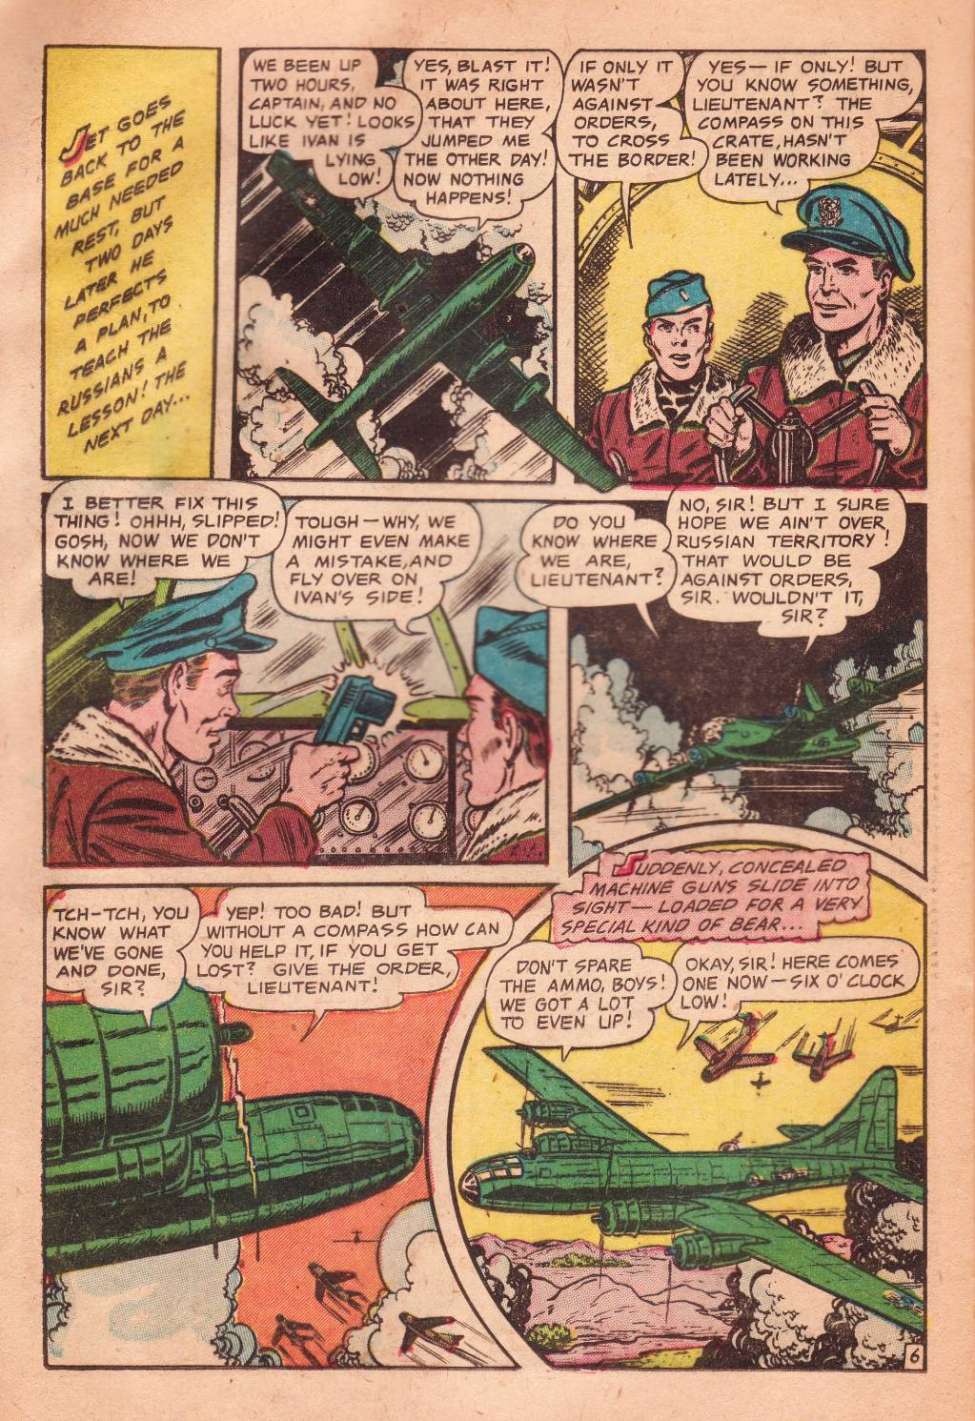 JET GOES
BACK TO THE
BASE FOR A
MUCH NEEDED
REST, BUT
TWO DAYS
LATER HE
PERFECTS
A PLAN, TO
TEACH THE
RUSSIANS A
LESSON! THE
NEXT DAY...
WE BEEN UP
TWO HOURS,
CAPTAIN, AND NO
LUCK YET! LOOKS
LIKE IVAN IS
LYING
LOW!
YES, BLAST IT!
IT WAS RIGHT
ABOUT HERE,
THAT THEY
JUMPED ME
THE OTHER DAY!
NOW NOTHING
HAPPENS!
IF ONLY IT
WASN'T
AGAINST
ORDERS,
TO CROSS
THE BORDER!
YES— IF ONLY! BUT
YOU KNOW SOMETHING,
LIEUTENANT? THE
COMPASS ON THIS
CRATE, HASN'T
BEEN WORKING
LATELY...
I BETTER FIX THIS
THING! OHHH, SLIPPED!
GOSH, NOW WE DON'T
KNOW WHERE WE
ARE!
TOUGH — WHY, WE
MIGHT EVEN MAKE
A MISTAKE, AND
FLY OVER ON
IVAN'S SIDE!
DO YOU
KNOW WHERE
WE ARE,
LIEUTENANT?
NO, SIR! BUT I SURE
HOPE WE AIN'T OVER
RUSSIAN TERRITORY!
THAT WOULD BE
AGAINST ORDERS,
SIR. WOULDN'T IT,
SIR?
TCH-TCH, YOU
KNOW WHAT
WE'VE GONE
AND DONE,
SIR?
YEP! TOO BAD! BUT
WITHOUT A COMPASS HOW CAN
YOU HELP IT, IF YOU GET
LOST? GIVE THE ORDER,
LIEUTENANT!
SUDDENLY, CONCEALED
MACHINE GUNS SLIDE INTO
SIGHT— LOADED FOR A VERY
SPECIAL KIND OF BEAR...
DON'T SPARE
THE AMMO, BOYS!
WE GOT A LOT
TO EVEN UP!
OKAY, SIR! HERE COMES
ONE NOW — SIX O'CLOCK
LOW!
6